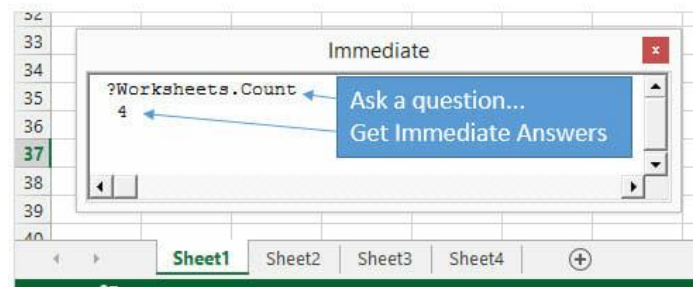 32
33
Immediate
x
34
?Worksheets.Count
Ask a question...
35
4
Get Immediate Answers
36
37
38
39
40
Sheet1 Sheet2 Sheet3 Sheet4